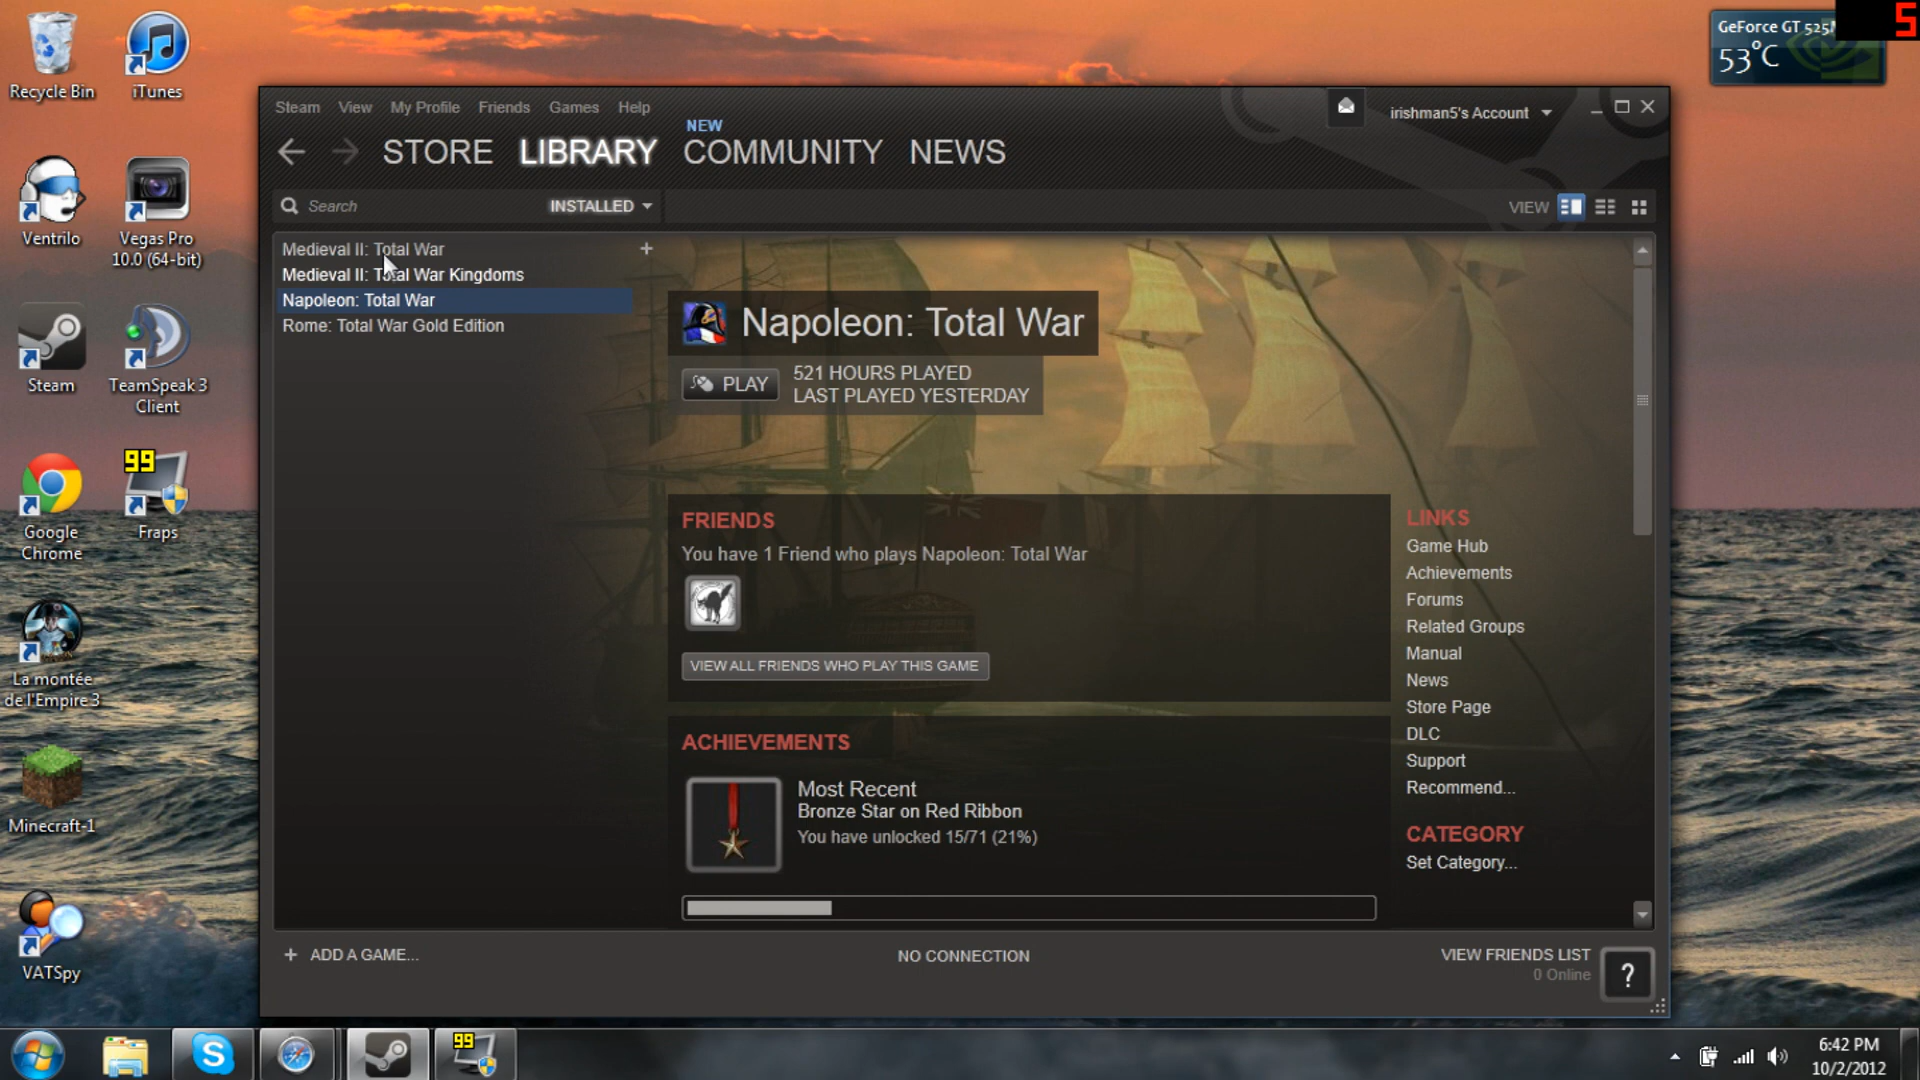 Recycle Bin
iTunes
Ventrilo
Vegas Pro
10.0 (64-bit)
Steam
TeamSpeak 3
Client
Google
Chrome
99
Fraps
La montée
de l'Empire 3
Minecraft-1
VATSpy
GeForce GT 525M
53°C
5
Steam View My Profile Friends Games Help
irishman5's Account
NEW
STORE LIBRARY COMMUNITY NEWS
Search
INSTALLED
VIEW
Medieval II: Total War
+
Medieval II: Total War Kingdoms
Napoleon: Total War
Rome: Total War Gold Edition
Napoleon: Total War
PLAY
521 HOURS PLAYED
LAST PLAYED YESTERDAY
FRIENDS
You have 1 Friend who plays Napoleon: Total War
VIEW ALL FRIENDS WHO PLAY THIS GAME
ACHIEVEMENTS
Most Recent
Bronze Star on Red Ribbon
You have unlocked 15/71 (21%)
LINKS
Game Hub
Achievements
Forums
Related Groups
Manual
News
Store Page
DLC
Support
Recommend...
CATEGORY
Set Category...
+ ADD A GAME...
NO CONNECTION
VIEW FRIENDS LIST
0 Online
?
S
99
6:42 PM
10/2/2012